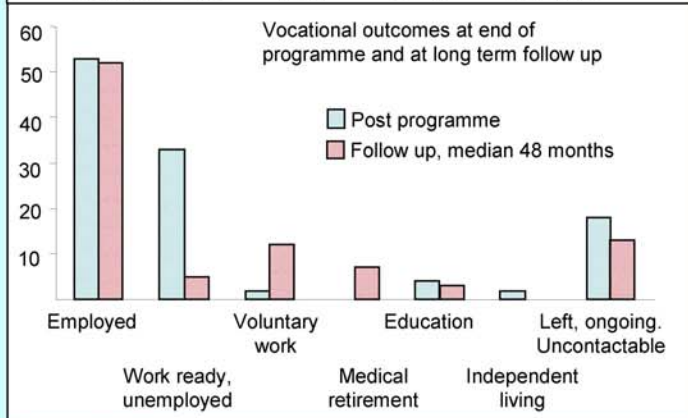 Vocational outcomes at end of
programme and at long term follow up
Post programme
Follow up, median 48 months
60
50
40
30
20
10
Employed
Work ready,
unemployed
Voluntary
work
Medical
retirement
Education
Independent
living
Left, ongoing.
Uncontactable